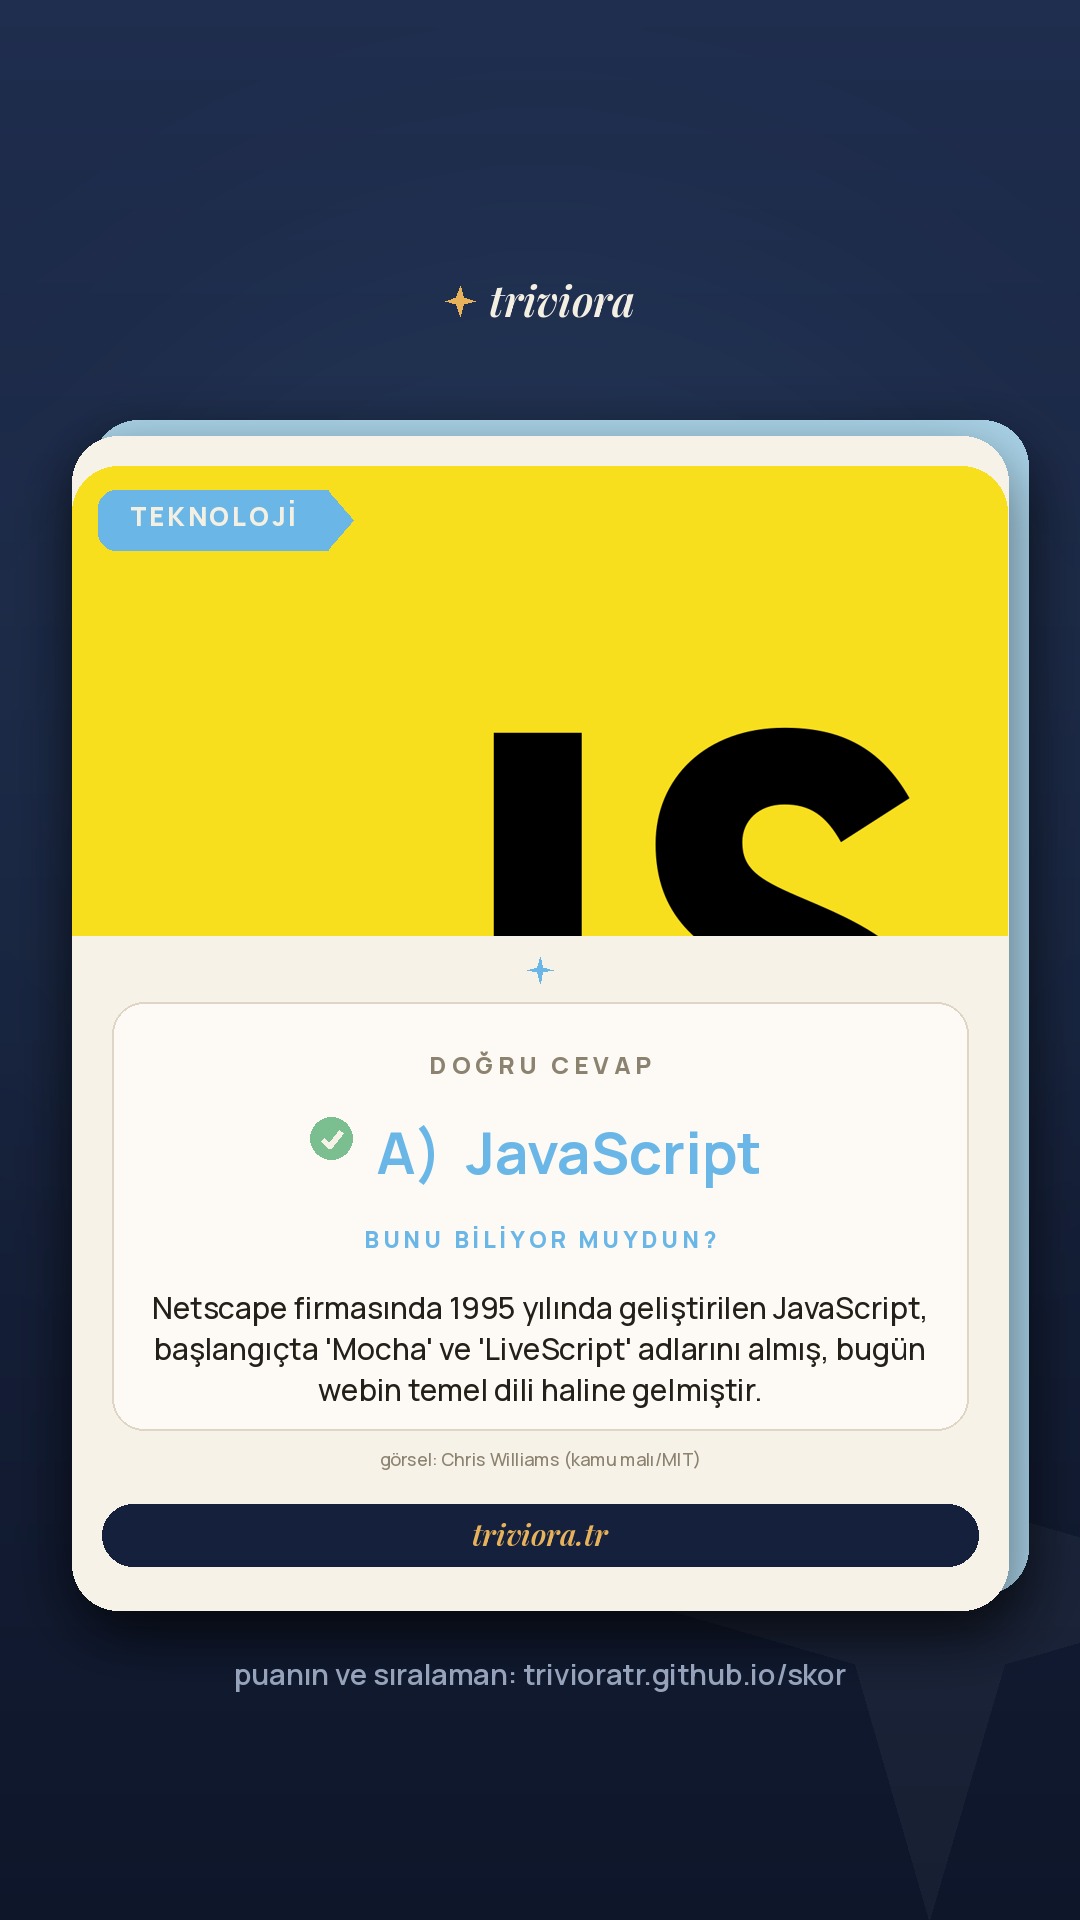 triviora
TEKNOLOJİ
JS
DOĞRU CEVAP
A) JavaScript
BUNU BİLİYOR MUYDUN?
Netscape firmasında 1995 yılında geliştirilen JavaScript,
başlangıçta 'Mocha' ve 'LiveScript' adlarını almış, bugün
webin temel dili haline gelmiştir.
görsel: Chris Williams (kamu malı/MIT)
triviora.tr
puanın ve sıralaman: trivioratr.github.io/skor